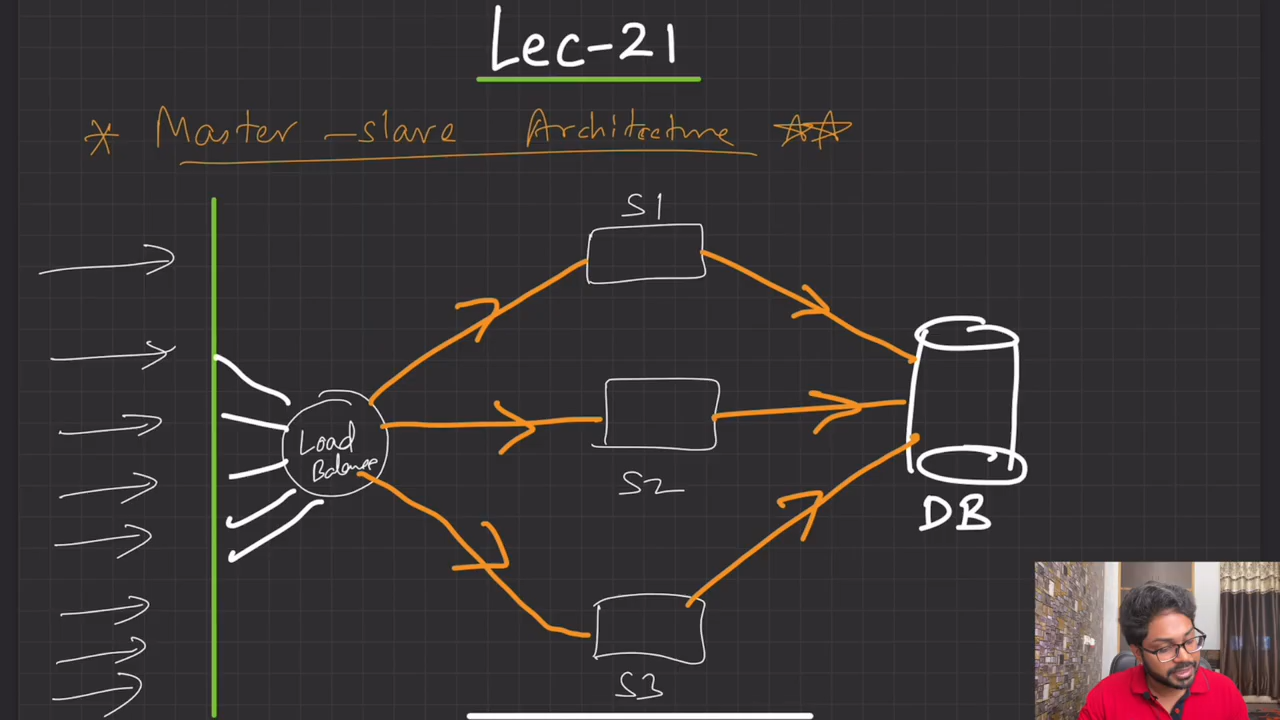 Lec-21
* Master-slave Architecture
S1
Load
Balancer
S2
DB
S3